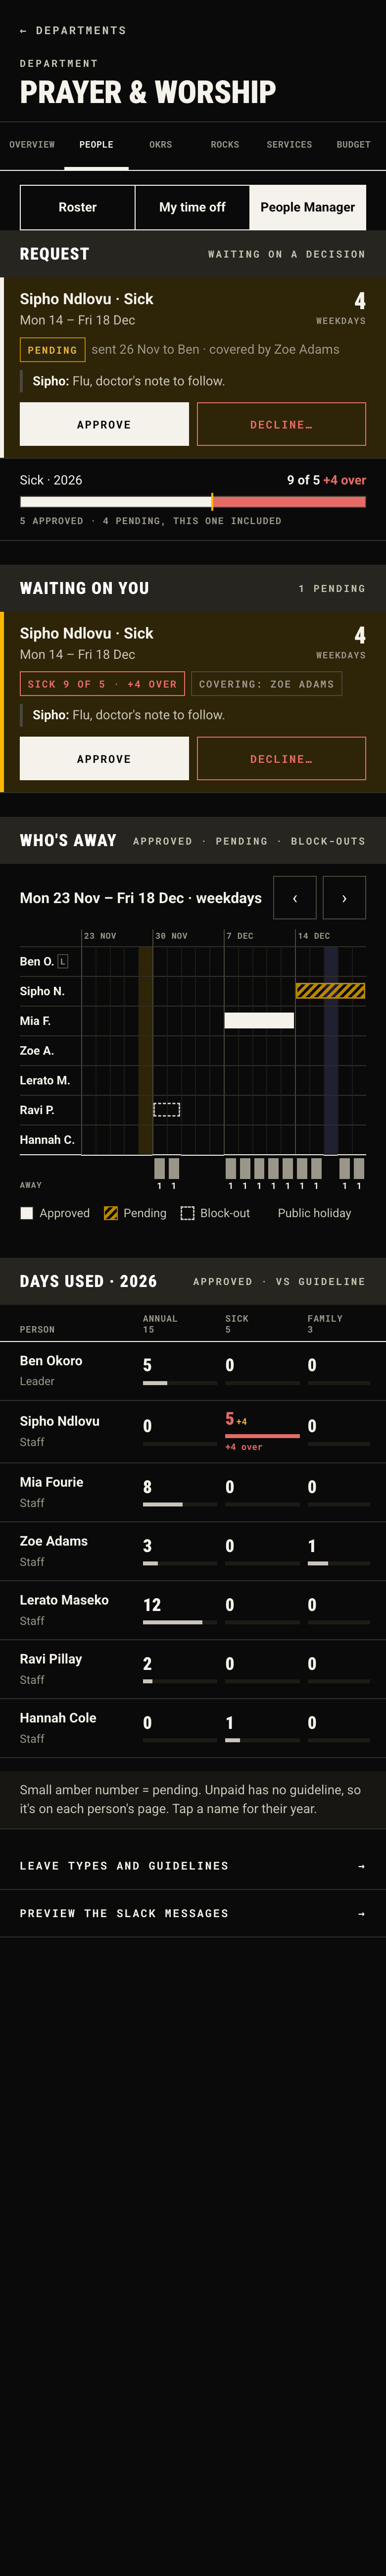 ← DEPARTMENTS
DEPARTMENT
PRAYER & WORSHIP
OVERVIEW PEOPLE OKRS ROCKS SERVICES BUDGET
Roster My time off People Manager
REQUEST WAITING ON A DECISION
Sipho Ndlovu · Sick 4
Mon 14 – Fri 18 Dec WEEKDAYS
PENDING sent 26 Nov to Ben · covered by Zoe Adams
Sipho: Flu, doctor's note to follow.
APPROVE DECLINE…
Sick · 2026 9 of 5 +4 over
5 APPROVED · 4 PENDING, THIS ONE INCLUDED
WAITING ON YOU 1 PENDING
Sipho Ndlovu · Sick 4
Mon 14 – Fri 18 Dec WEEKDAYS
SICK 9 OF 5 · +4 OVER COVERING: ZOE ADAMS
Sipho: Flu, doctor's note to follow.
APPROVE DECLINE…
WHO'S AWAY APPROVED · PENDING · BLOCK-OUTS
Mon 23 Nov – Fri 18 Dec · weekdays ‹ ›
23 NOV 30 NOV 7 DEC 14 DEC
Ben O. L
Sipho N.
Mia F.
Zoe A.
Lerato M.
Ravi P.
Hannah C.
AWAY 1 1 1 1 1 1 1 1 1 1 1
Approved Pending Block-out Public holiday
DAYS USED · 2026 APPROVED · VS GUIDELINE
PERSON ANNUAL 15 SICK 5 FAMILY 3
Ben Okoro 5 0 0
Leader
Sipho Ndlovu 0 5 +4 0
Staff +4 over
Mia Fourie 8 0 0
Staff
Zoe Adams 3 0 1
Staff
Lerato Maseko 12 0 0
Staff
Ravi Pillay 2 0 0
Staff
Hannah Cole 0 1 0
Staff
Small amber number = pending. Unpaid has no guideline, so
it's on each person's page. Tap a name for their year.
LEAVE TYPES AND GUIDELINES →
PREVIEW THE SLACK MESSAGES →